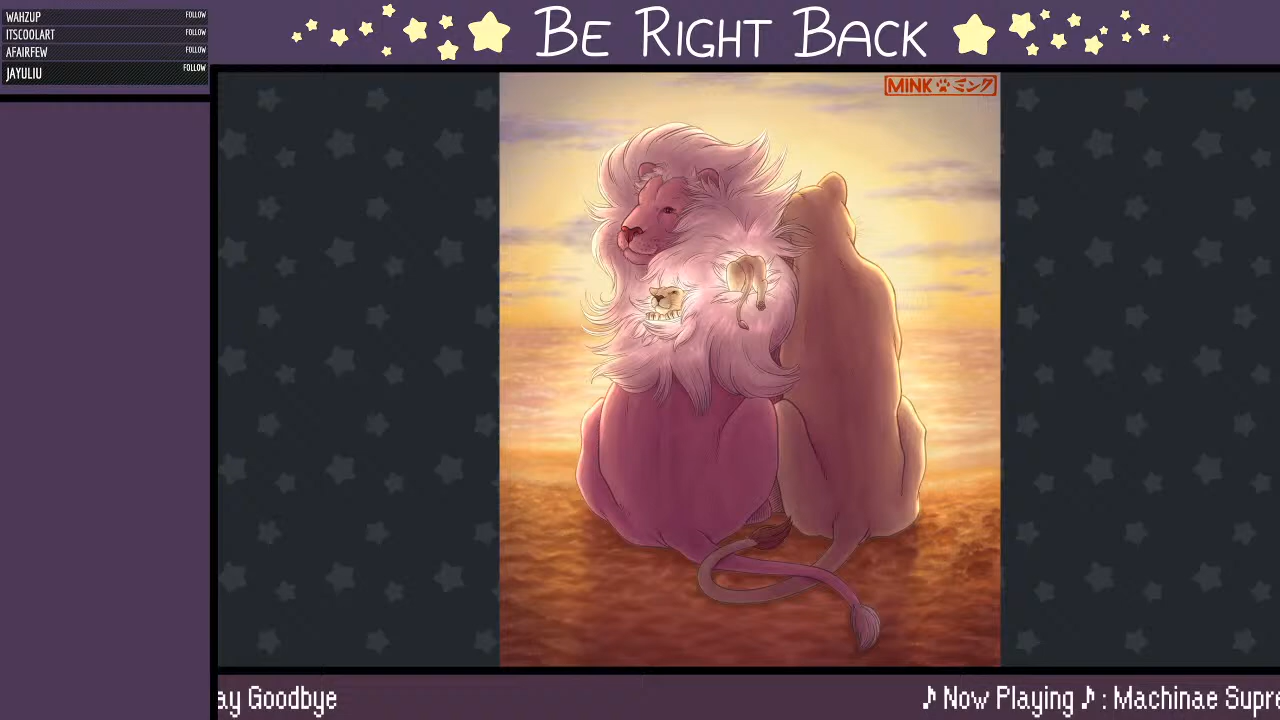 WAHZUP FOLLOW
ITSCOOLART FOLLOW
AFAIRFEW FOLLOW
JAYULIU FOLLOW
BE RIGHT BACK
MINK ミンク
ay Goodbye
♪ Now Playing ♪ : Machinae Supre